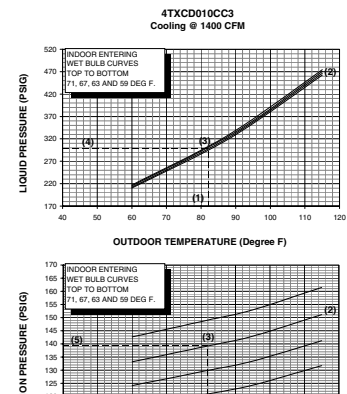 4TXCD010CC3
Cooling @ 1400 CFM
LIQUID PRESSURE (PSIG)
520
470
420
370
320
270
220
170
INDOOR ENTERING
WET BULB CURVES
TOP TO BOTTOM
71, 67, 63 AND 59 DEG F.
(2)
(4)
(3)
(1)
40 50 60 70 80 90 100 110 120
OUTDOOR TEMPERATURE (Degree F)
ON PRESSURE (PSIG)
170
165
160
155
150
145
140
135
130
125
INDOOR ENTERING
WET BULB CURVES
TOP TO BOTTOM
71, 67, 63 AND 59 DEG F.
(2)
(5)
(3)